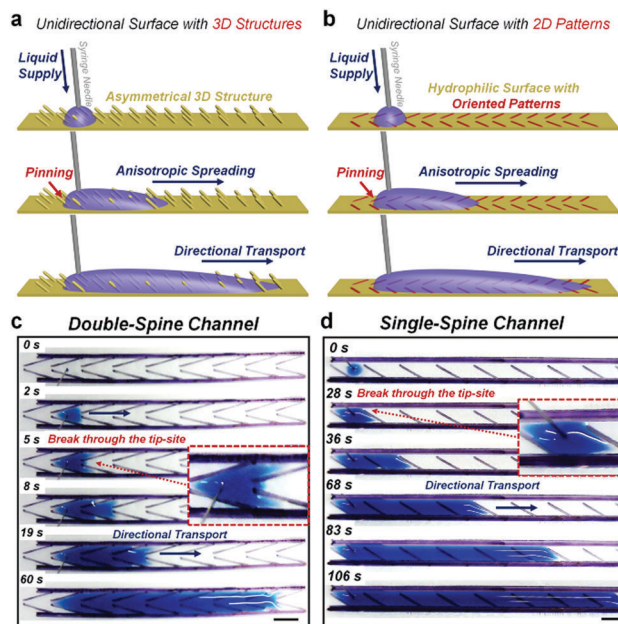 a Unidirectional Surface with 3D Structures
Liquid
Supply
Syringe Needle
Asymmetrical 3D Structure
Pinning
Anisotropic Spreading
Directional Transport
b Unidirectional Surface with 2D Patterns
Liquid
Supply
Syringe Needle
Hydrophilic Surface with
Oriented Patterns
Pinning
Anisotropic Spreading
Directional Transport
c Double-Spine Channel
0 s
2 s
5 s
Break through the tip-site
8 s
Directional Transport
19 s
60 s
d Single-Spine Channel
0 s
28 s
Break through the tip-site
36 s
68 s
Directional Transport
83 s
106 s